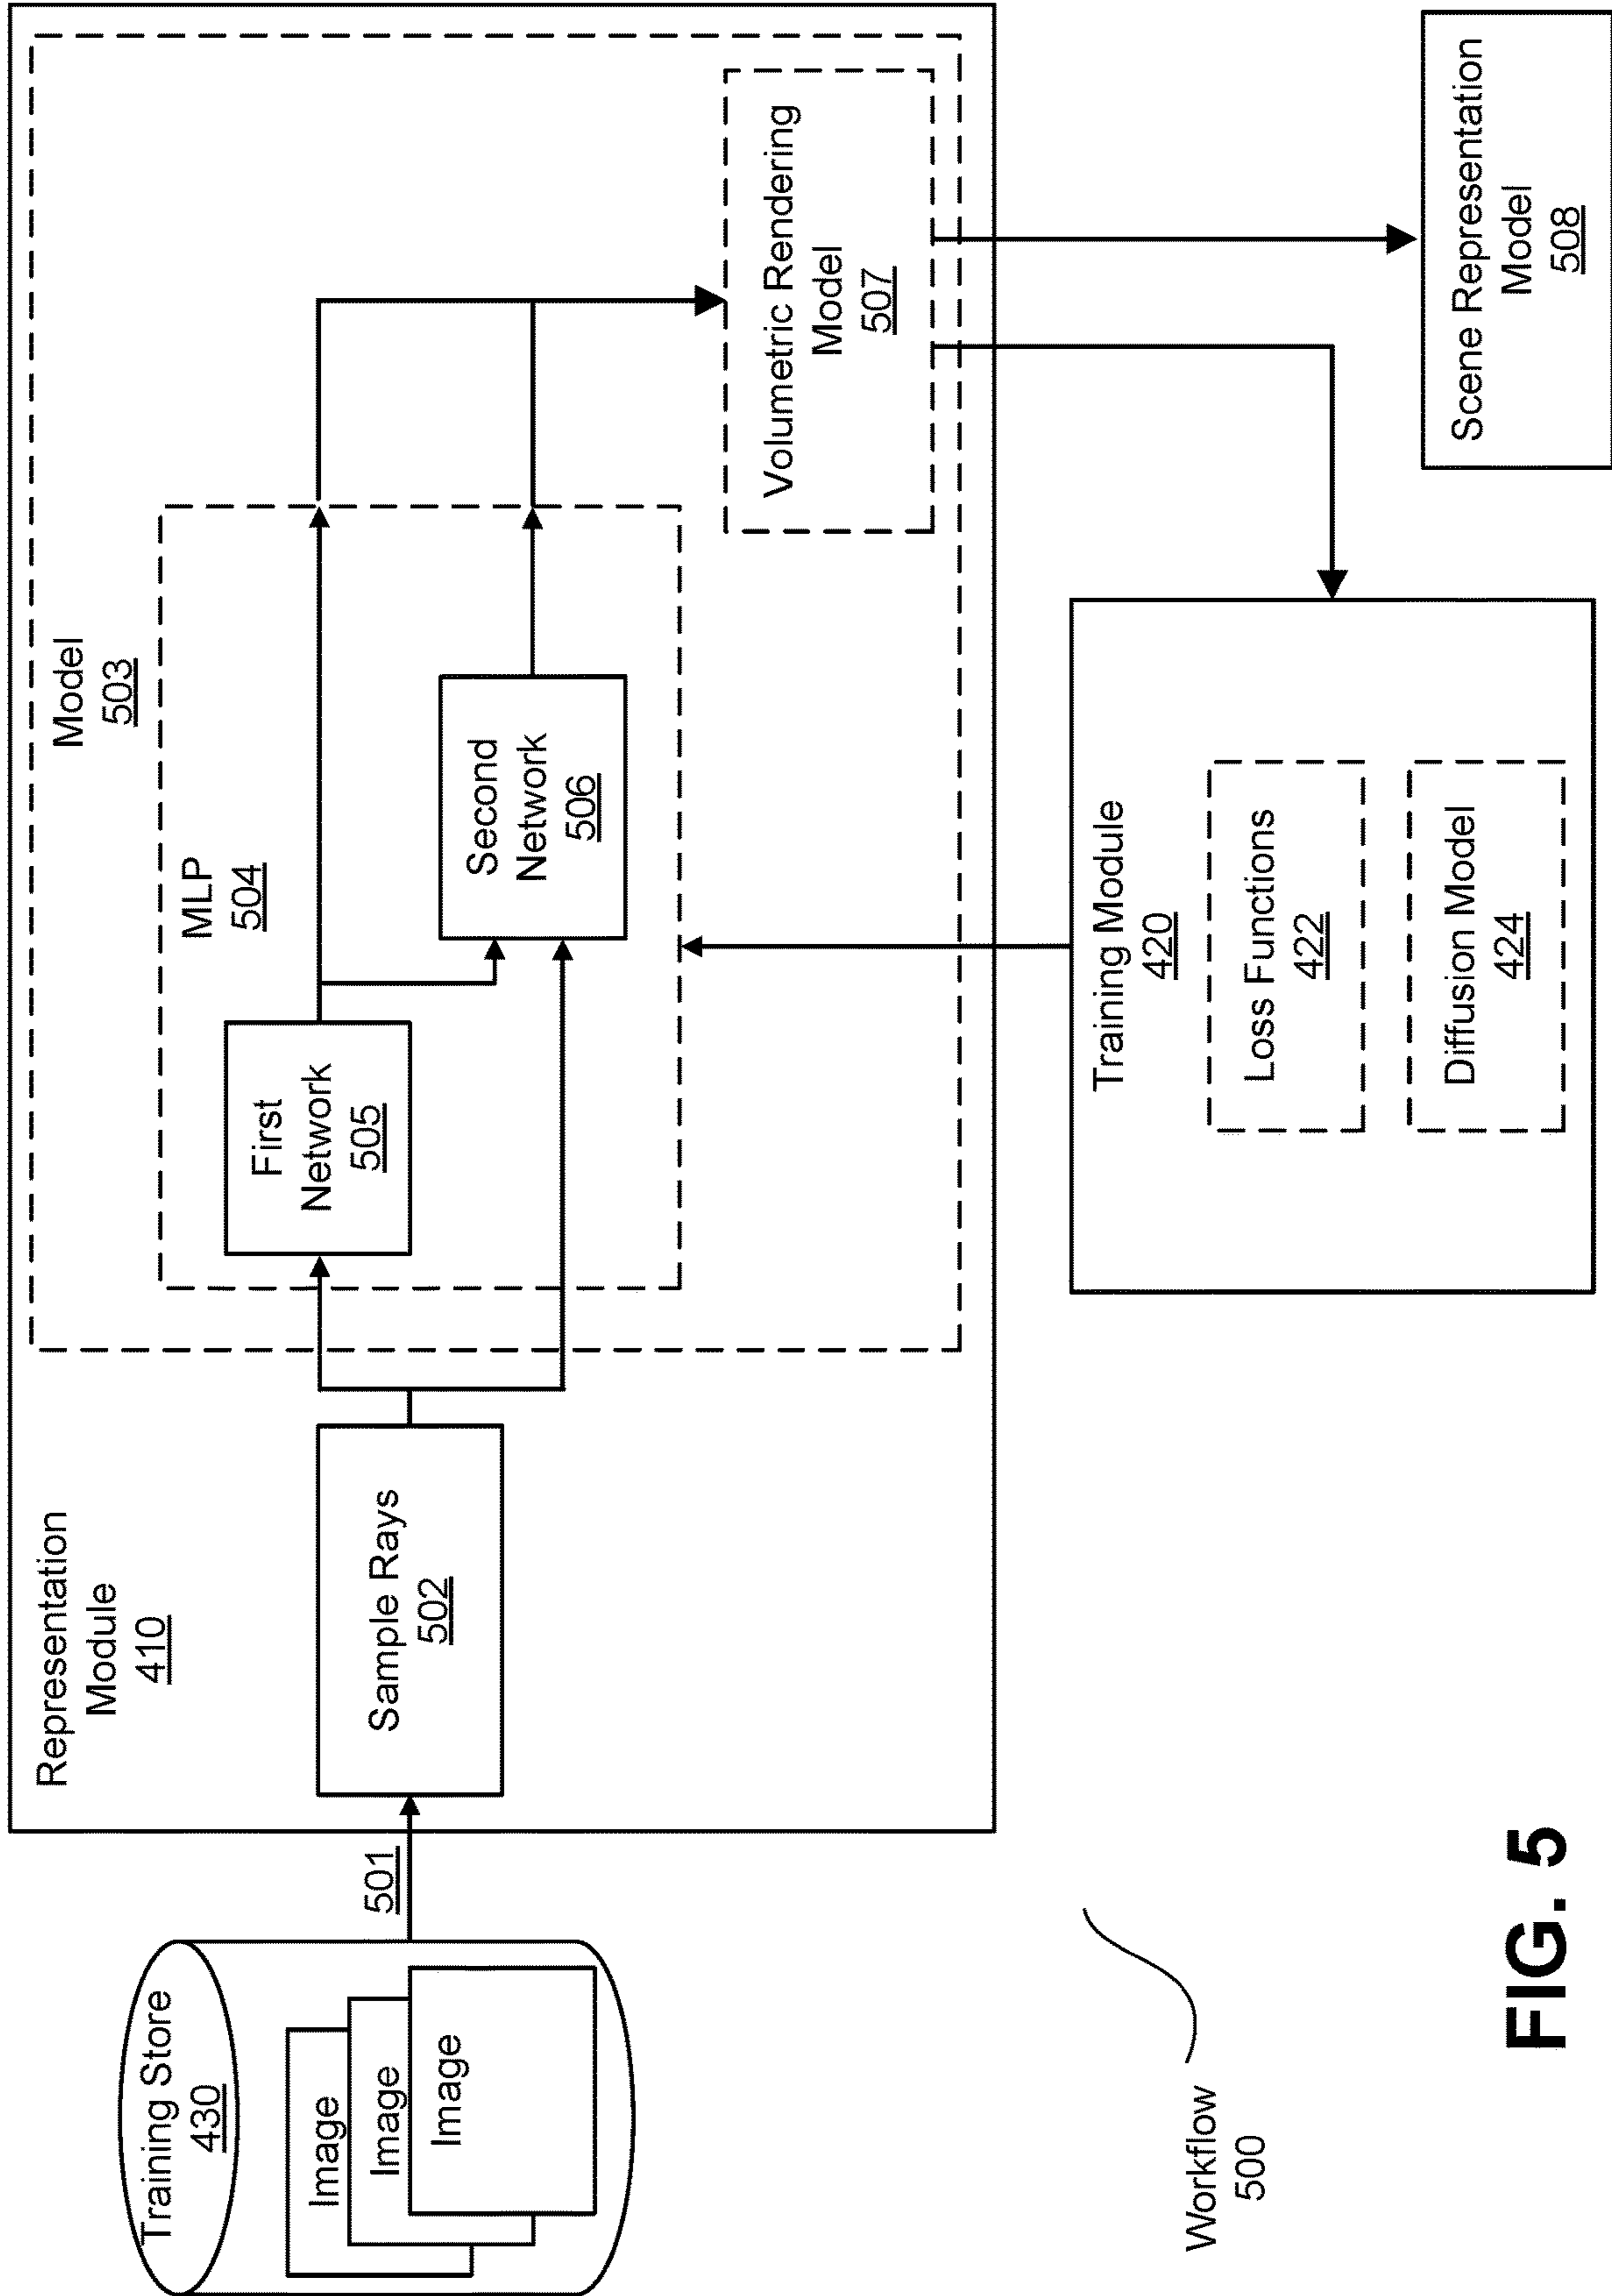 Training Store
430
Image
Image
Image
501
Representation
Module
410
Sample Rays
502
Model
503
MLP
504
First
Network
505
Second
Network
506
Volumetric Rendering
Model
507
Training Module
420
Loss Functions
422
Diffusion Model
424
Scene Representation
Model
508
Workflow
500
FIG. 5